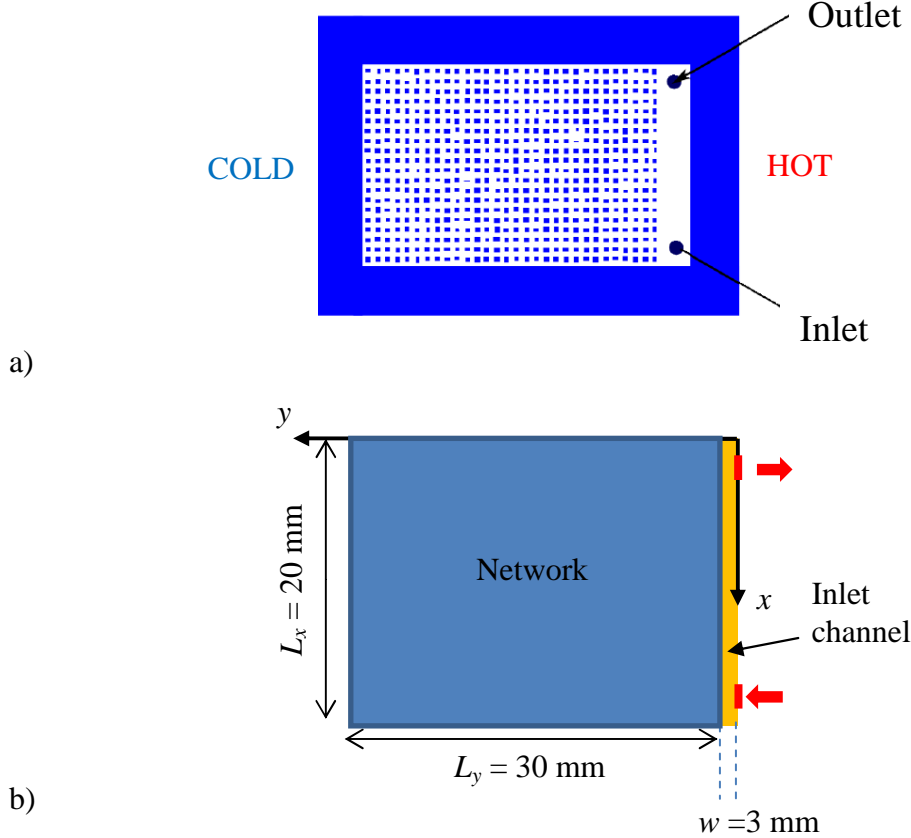 Outlet
COLD
HOT
Inlet
a)
y
Lx = 20 mm
Network
x
Inlet
channel
Ly = 30 mm
b)
w =3 mm